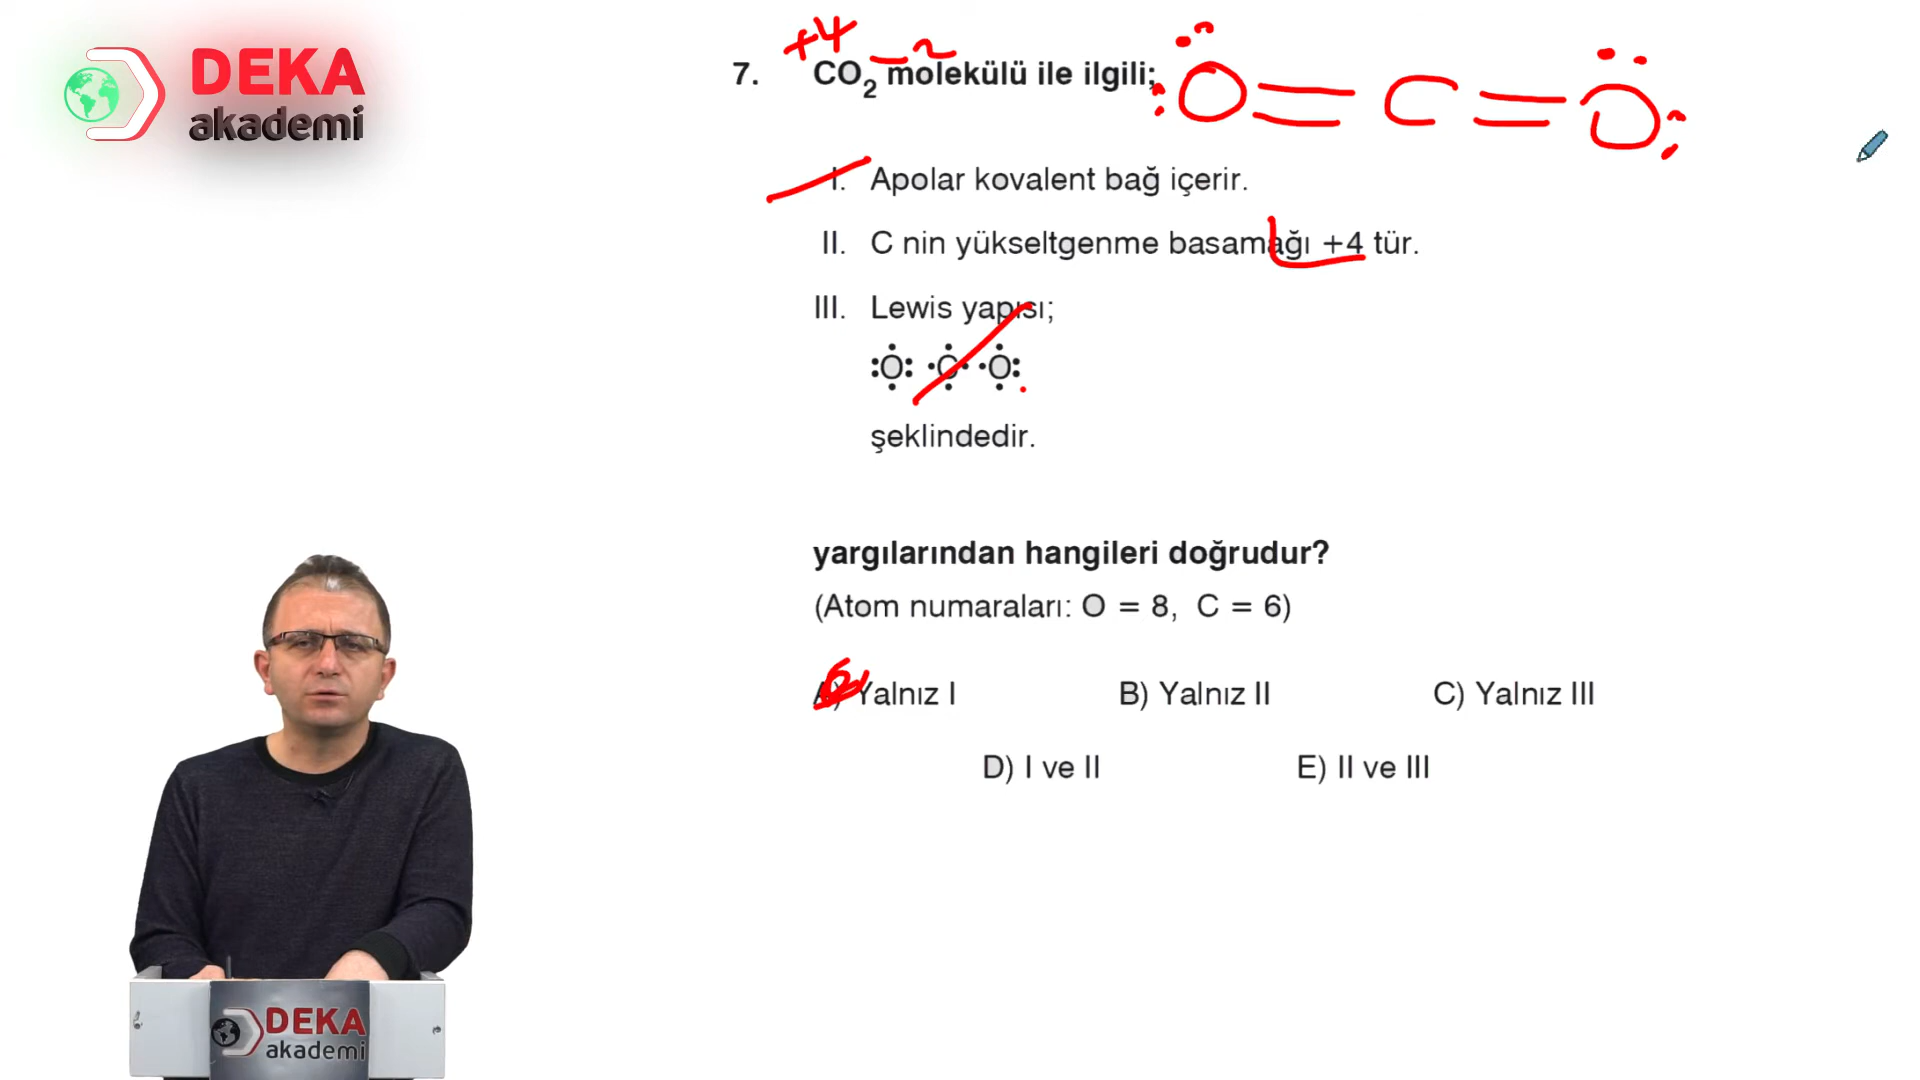 DEKA
akademi
+4 -2
7. CO2 molekülü ile ilgili;
O = C = O
I. Apolar kovalent bağ içerir.
II. C nin yükseltgenme basamağı +4 tür.
III. Lewis yapısı;
O C O
şeklindedir.
yargılarından hangileri doğrudur?
(Atom numaraları: O = 8, C = 6)
A) Yalnız I B) Yalnız II C) Yalnız III
D) I ve II E) II ve III
DEKA
akademi